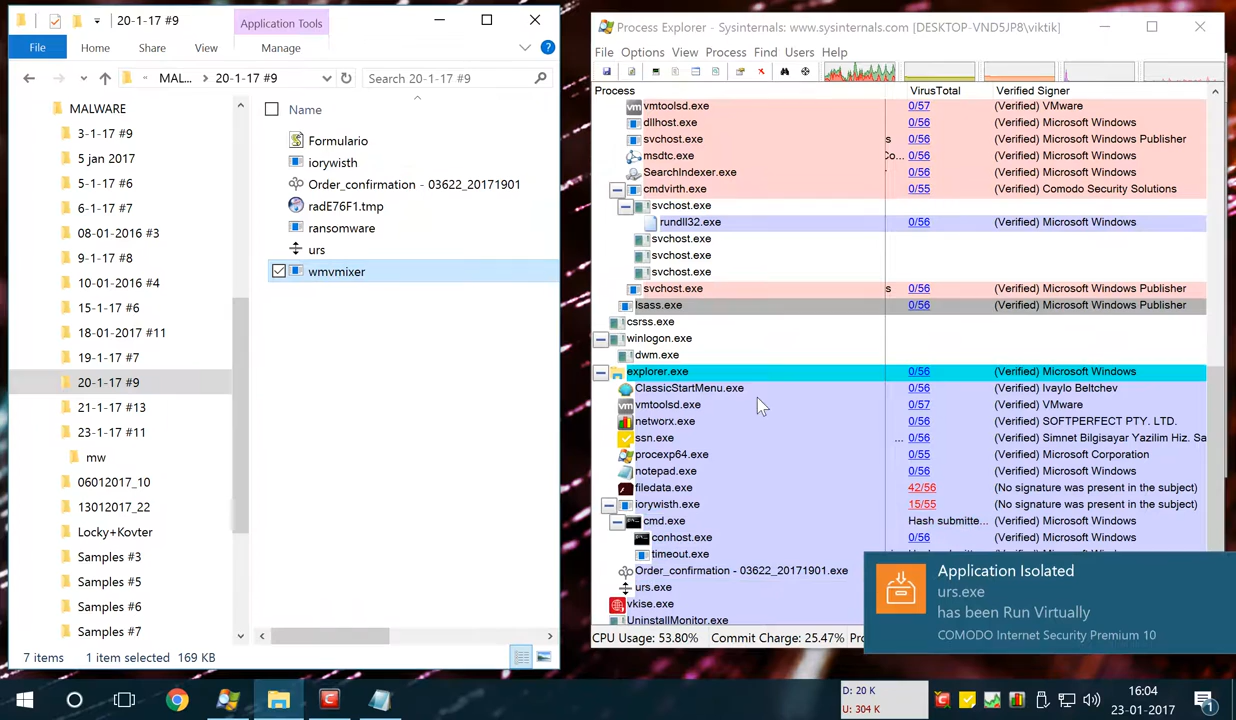 20-1-17 #9
Application Tools
File
Home
Share
View
Manage
MAL...
20-1-17 #9
Search 20-1-17 #9
MALWARE
3-1-17 #9
5 jan 2017
5-1-17 #6
6-1-17 #7
08-01-2016 #3
9-1-17 #8
10-01-2016 #4
15-1-17 #6
18-01-2017 #11
19-1-17 #7
20-1-17 #9
21-1-17 #13
23-1-17 #11
mw
06012017_10
13012017_22
Locky+Kovter
Samples #3
Samples #5
Samples #6
Samples #7
Name
Formulario
iorywisth
Order_confirmation - 03622_20171901
radE76F1.tmp
ransomware
urs
wmvmixer
7 items
1 item selected 169 KB
Process Explorer - Sysinternals: www.sysinternals.com [DESKTOP-VND5JP8\viktik]
File Options View Process Find Users Help
Process VirusTotal Verified Signer
vmtoolsd.exe 0/57 (Verified) VMware
dllhost.exe 0/56 (Verified) Microsoft Windows
svchost.exe s 0/56 (Verified) Microsoft Windows Publisher
msdtc.exe Co... 0/56 (Verified) Microsoft Windows
SearchIndexer.exe 0/56 (Verified) Microsoft Windows
cmdvirth.exe 0/55 (Verified) Comodo Security Solutions
svchost.exe
rundll32.exe 0/56 (Verified) Microsoft Windows
svchost.exe
svchost.exe
svchost.exe
svchost.exe s 0/56 (Verified) Microsoft Windows Publisher
lsass.exe 0/56 (Verified) Microsoft Windows Publisher
csrss.exe
winlogon.exe
dwm.exe
explorer.exe 0/56 (Verified) Microsoft Windows
ClassicStartMenu.exe 0/56 (Verified) Ivaylo Beltchev
vmtoolsd.exe 0/57 (Verified) VMware
networx.exe 0/56 (Verified) SOFTPERFECT PTY. LTD.
ssn.exe ... 0/56 (Verified) Simnet Bilgisayar Yazilim Hiz. Sa
procexp64.exe 0/55 (Verified) Microsoft Corporation
notepad.exe 0/56 (Verified) Microsoft Windows
filedata.exe 42/56 (No signature was present in the subject)
iorywisth.exe 15/55 (No signature was present in the subject)
cmd.exe Hash submitte... (Verified) Microsoft Windows
conhost.exe 0/56 (Verified) Microsoft Windows
timeout.exe
Order_confirmation - 03622_20171901.exe
urs.exe
vkise.exe
UninstallMonitor.exe
CPU Usage: 53.80% Commit Charge: 25.47% Pro
Application Isolated
urs.exe
has been Run Virtually
COMODO Internet Security Premium 10
D: 20 K
U: 304 K
16:04
23-01-2017
1